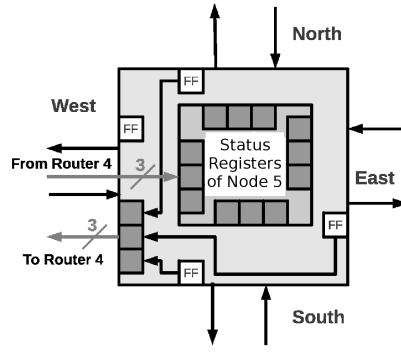 North
FF
West
FF
Status
Registers
of Node 5
From Router 4
3
East
3
FF
To Router 4
FF
South